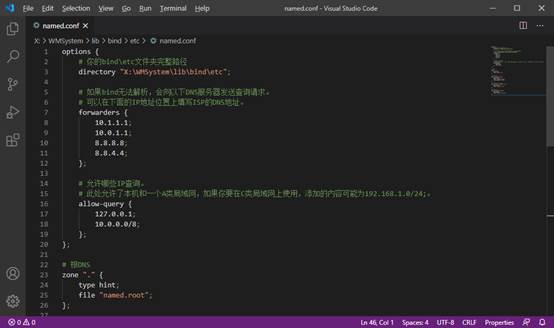 File Edit Selection View Go Run Terminal Help
named.conf - Visual Studio Code
named.conf
X: > WMSystem > lib > bind > etc > named.conf
1 options {
2 # 你的bind\etc文件夹完整路径
3 directory "X:\WMSystem\lib\bind\etc";
4
5 # 如果bind无法解析，会向以下DNS服务器发送查询请求。
6 # 可以在下面的IP地址位置上填写ISP的DNS地址。
7 forwarders {
8 10.1.1.1;
9 10.0.1.1;
10 8.8.8.8;
11 8.8.4.4;
12 };
13
14 # 允许哪些IP查询。
15 # 此处允许了本机和一个A类局域网，如果你要在C类局域网上使用，添加的内容可能为192.168.1.0/24;。
16 allow-query {
17 127.0.0.1;
18 10.0.0.0/8;
19 };
20 };
21
22 # 根DNS
23 zone "." {
24 type hint;
25 file "named.root";
26 };
0 0
Ln 46, Col 1 Spaces: 4 UTF-8 CRLF Properties